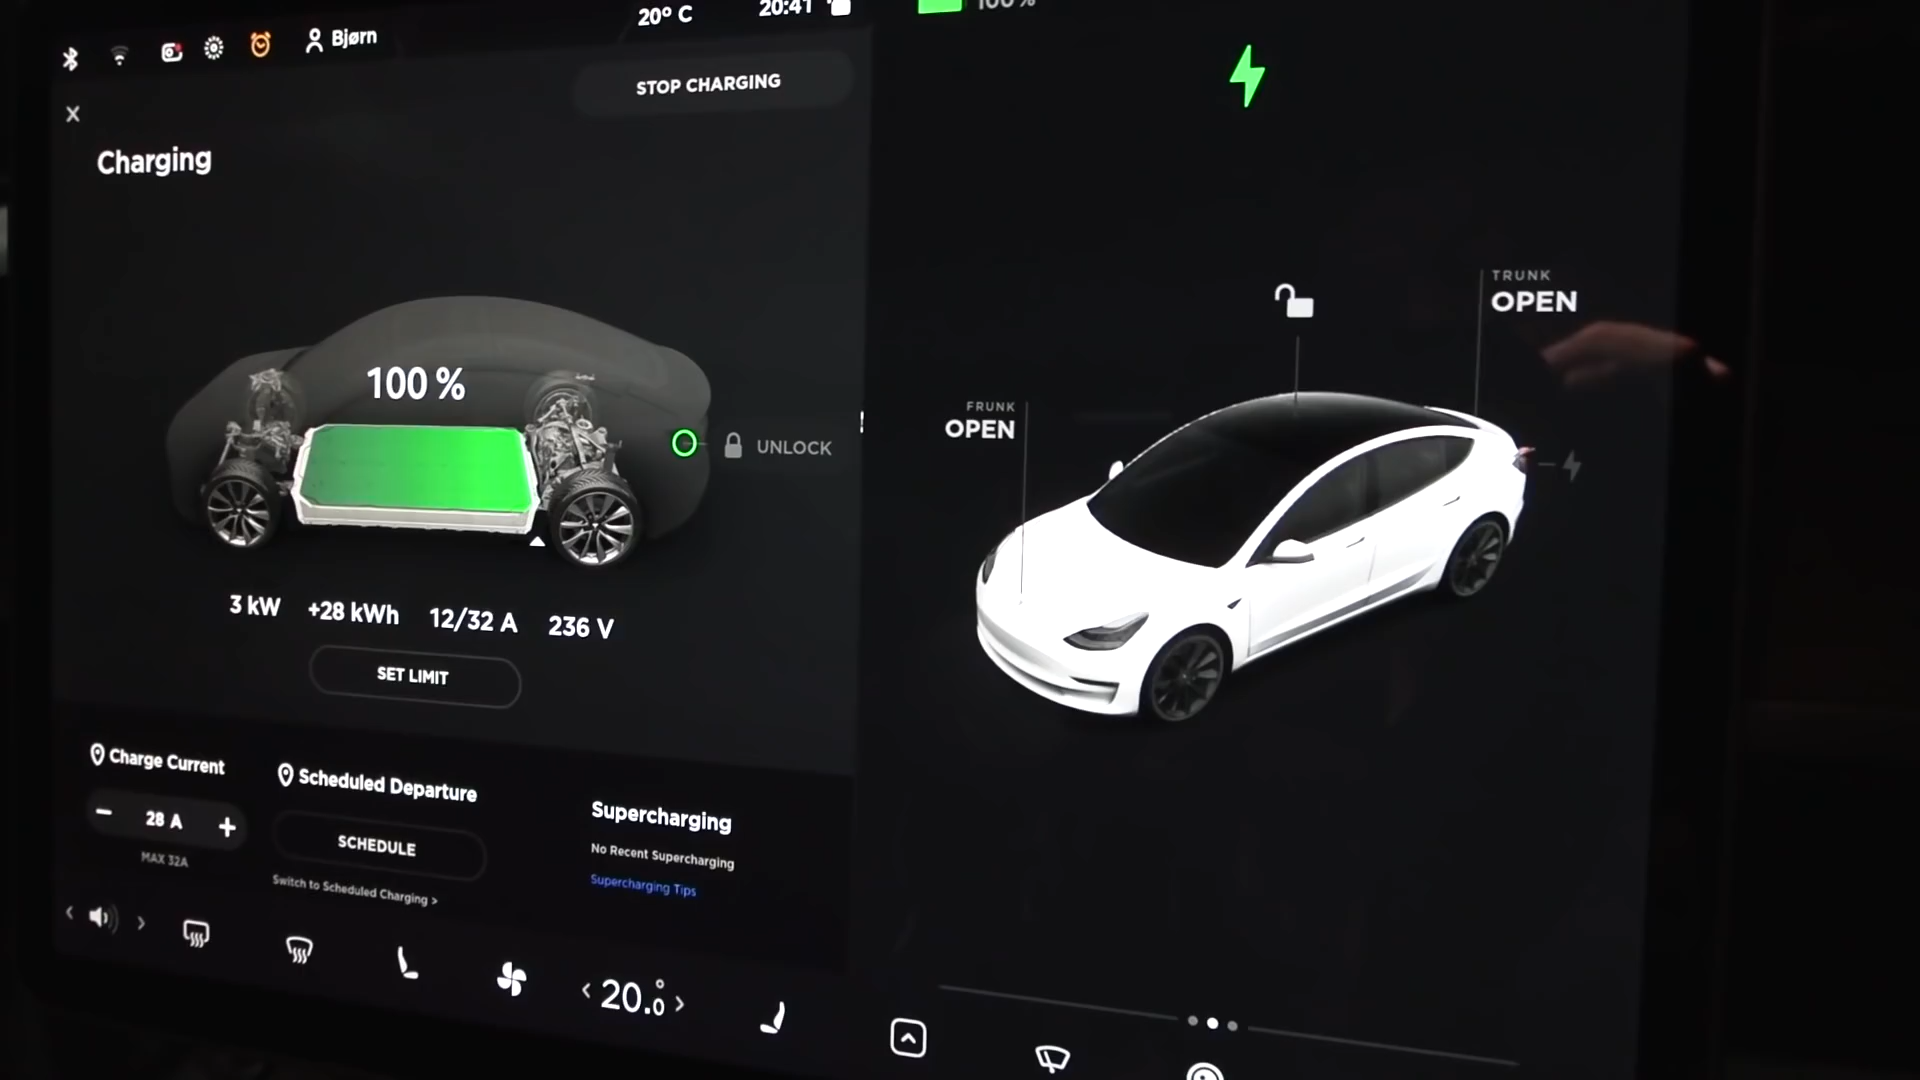 Bjørn
20° C
20:41
100 %
STOP CHARGING
Charging
100 %
UNLOCK
3 kW +28 kWh 12/32 A 236 V
SET LIMIT
Charge Current
28 A
MAX 32A
Scheduled Departure
SCHEDULE
Switch to Scheduled Charging >
Supercharging
No Recent Supercharging
Supercharging Tips
20.0°
FRUNK
OPEN
TRUNK
OPEN